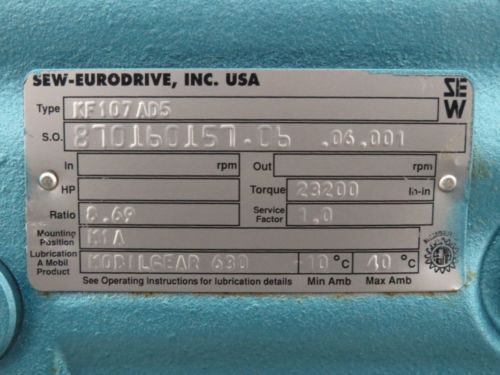 SEW-EURODRIVE, INC. USA
SEW
Type KF107AD5
S.O. 870160157.06 .06.001
In rpm Out rpm
HP Torque 23200 lb-in
Ratio 8.69 Service Factor 1.0
Mounting Position M1A
Lubrication A Mobil Product MOBILGEAR 630 -10 °C 40 °C
See Operating Instructions for lubrication details Min Amb Max Amb